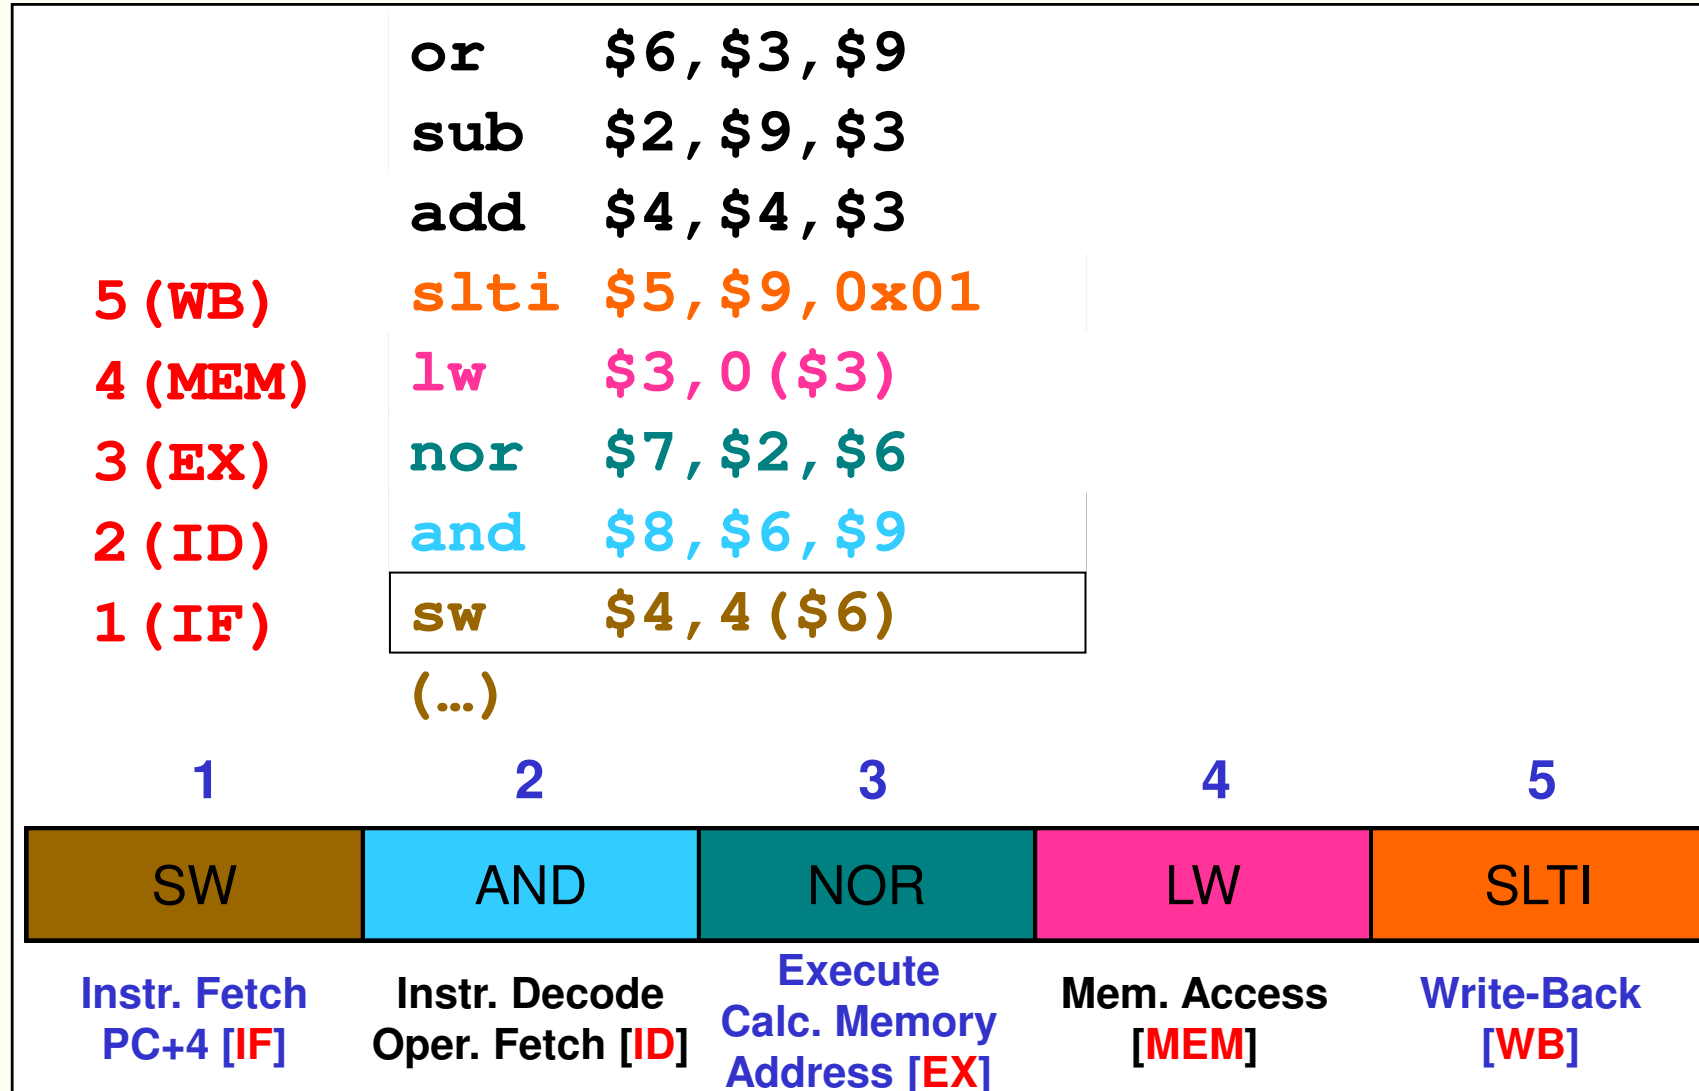 or $6,$3,$9
sub $2,$9,$3
add $4,$4,$3
5(WB) slti $5,$9,0x01
4(MEM) lw $3,0($3)
3(EX) nor $7,$2,$6
2(ID) and $8,$6,$9
1(IF) sw $4,4($6)
(…)
1 2 3 4 5
SW AND NOR LW SLTI
Instr. Fetch
PC+4 [IF]
Instr. Decode
Oper. Fetch [ID]
Execute
Calc. Memory
Address [EX]
Mem. Access
[MEM]
Write-Back
[WB]